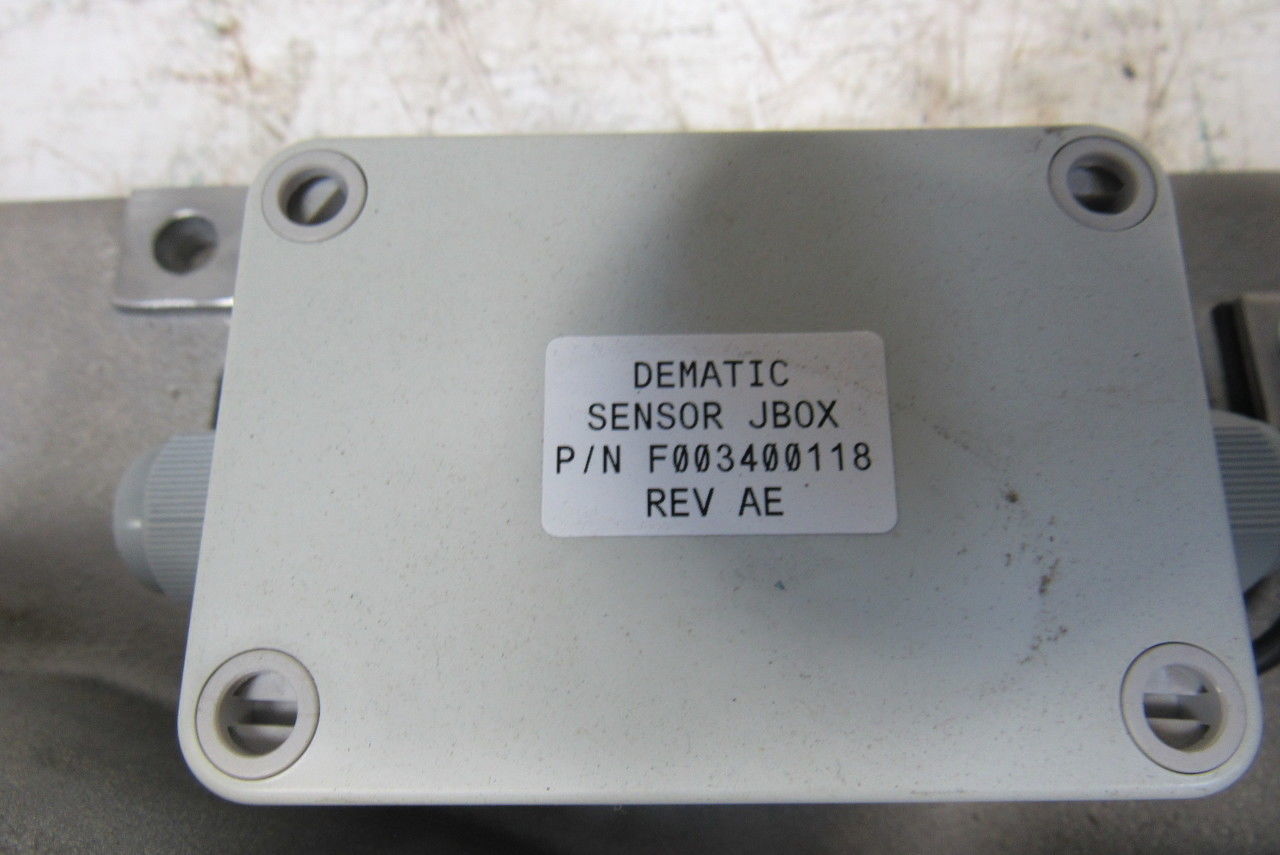 DEMATIC
SENSOR JBOX
P/N F003400118
REV AE